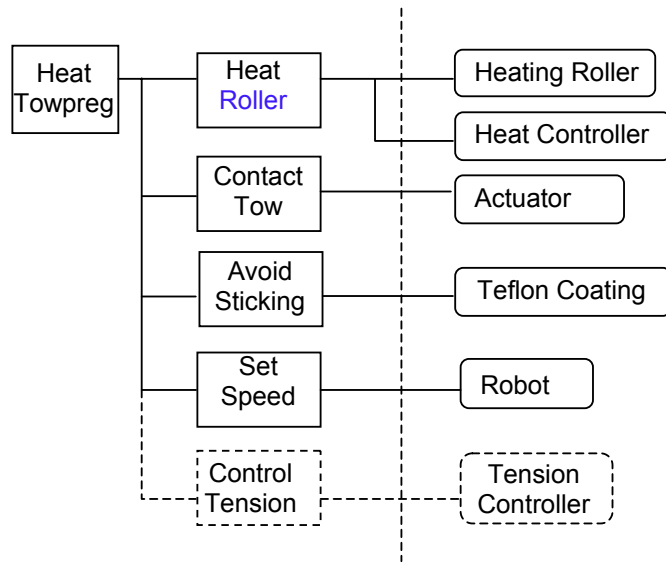 Heat
Towpreg
Heat
Roller
Heating Roller
Heat Controller
Contact
Tow
Actuator
Avoid
Sticking
Teflon Coating
Set
Speed
Robot
Control
Tension
Tension
Controller